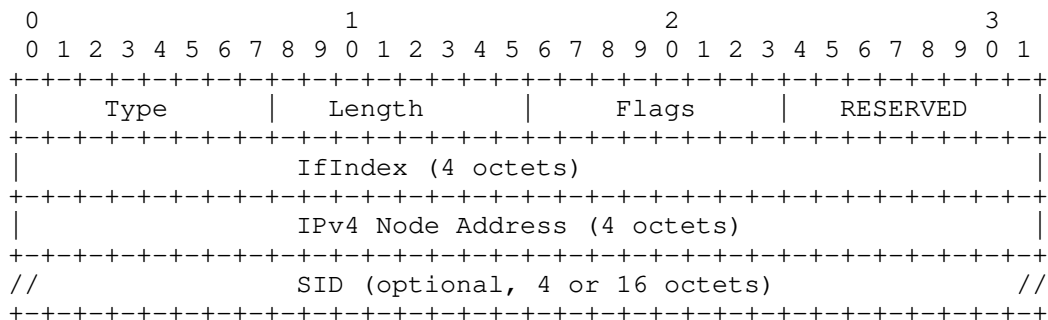 0                   1                   2                   3
 0 1 2 3 4 5 6 7 8 9 0 1 2 3 4 5 6 7 8 9 0 1 2 3 4 5 6 7 8 9 0 1
+-+-+-+-+-+-+-+-+-+-+-+-+-+-+-+-+-+-+-+-+-+-+-+-+-+-+-+-+-+-+-+-+
|     Type      |   Length      |     Flags     |   RESERVED    |
+-+-+-+-+-+-+-+-+-+-+-+-+-+-+-+-+-+-+-+-+-+-+-+-+-+-+-+-+-+-+-+-+
|                 IfIndex (4 octets)                            |
+-+-+-+-+-+-+-+-+-+-+-+-+-+-+-+-+-+-+-+-+-+-+-+-+-+-+-+-+-+-+-+-+
|                 IPv4 Node Address (4 octets)                  |
+-+-+-+-+-+-+-+-+-+-+-+-+-+-+-+-+-+-+-+-+-+-+-+-+-+-+-+-+-+-+-+-+
//                SID (optional, 4 or 16 octets)               //
+-+-+-+-+-+-+-+-+-+-+-+-+-+-+-+-+-+-+-+-+-+-+-+-+-+-+-+-+-+-+-+-+